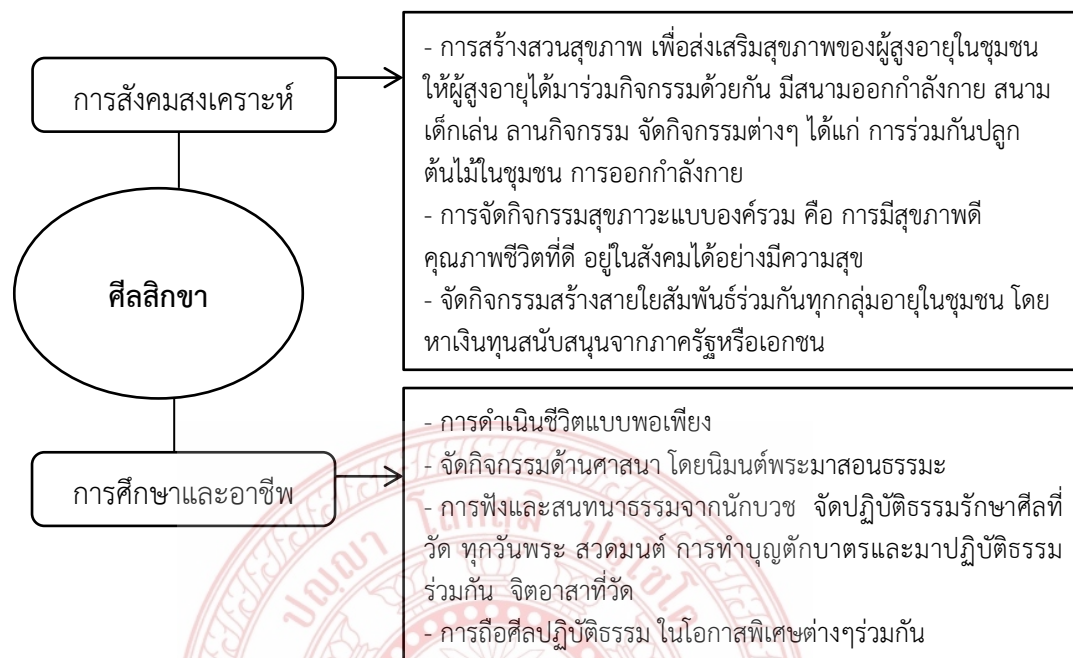 การสังคมสงเคราะห์
- การสร้างสวนสุขภาพ เพื่อส่งเสริมสุขภาพของผู้สูงอายุในชุมชน
ให้ผู้สูงอายุได้มาร่วมกิจกรรมด้วยกัน มีสนามออกกำลังกาย สนาม
เด็กเล่น ลานกิจกรรม จัดกิจกรรมต่างๆ ได้แก่ การร่วมกันปลูก
ต้นไม้ในชุมชน การออกกำลังกาย
- การจัดกิจกรรมสุขภาวะแบบองค์รวม คือ การมีสุขภาพดี
คุณภาพชีวิตที่ดี อยู่ในสังคมได้อย่างมีความสุข
- จัดกิจกรรมสร้างสายใยสัมพันธ์ร่วมกันทุกกลุ่มอายุในชุมชน โดย
หาเงินทุนสนับสนุนจากภาครัฐหรือเอกชน
ศีลสิกขา
การศึกษาและอาชีพ
- การดำเนินชีวิตแบบพอเพียง
- จัดกิจกรรมด้านศาสนา โดยนิมนต์พระมาสอนธรรมะ
- การฟังและสนทนาธรรมจากนักบวช จัดปฏิบัติธรรมรักษาศีลที่
วัด ทุกวันพระ สวดมนต์ การทำบุญตักบาตรและมาปฏิบัติธรรม
ร่วมกัน จิตอาสาที่วัด
- การถือศีลปฏิบัติธรรม ในโอกาสพิเศษต่างๆร่วมกัน
ปญฺญา โลกสฺมิ ปชฺโชโต